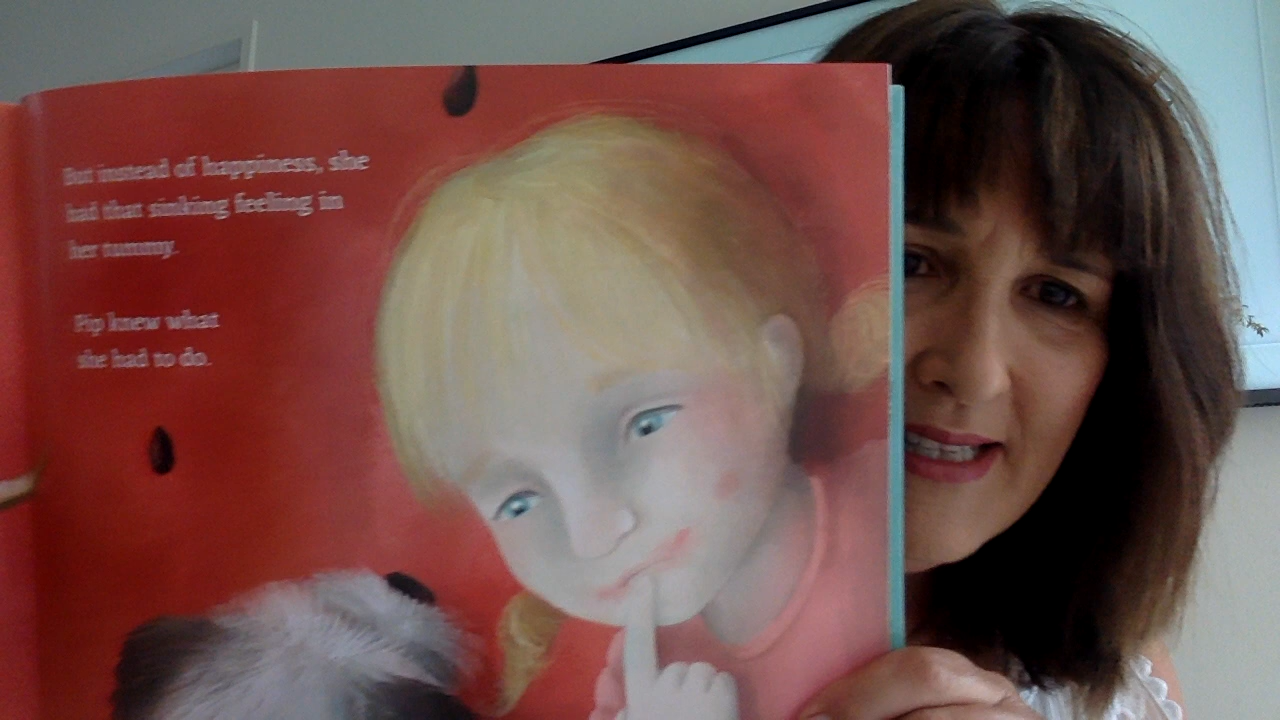 But instead of happiness, she
had that sinking feeling in
her tummy.
Pip knew what
she had to do.